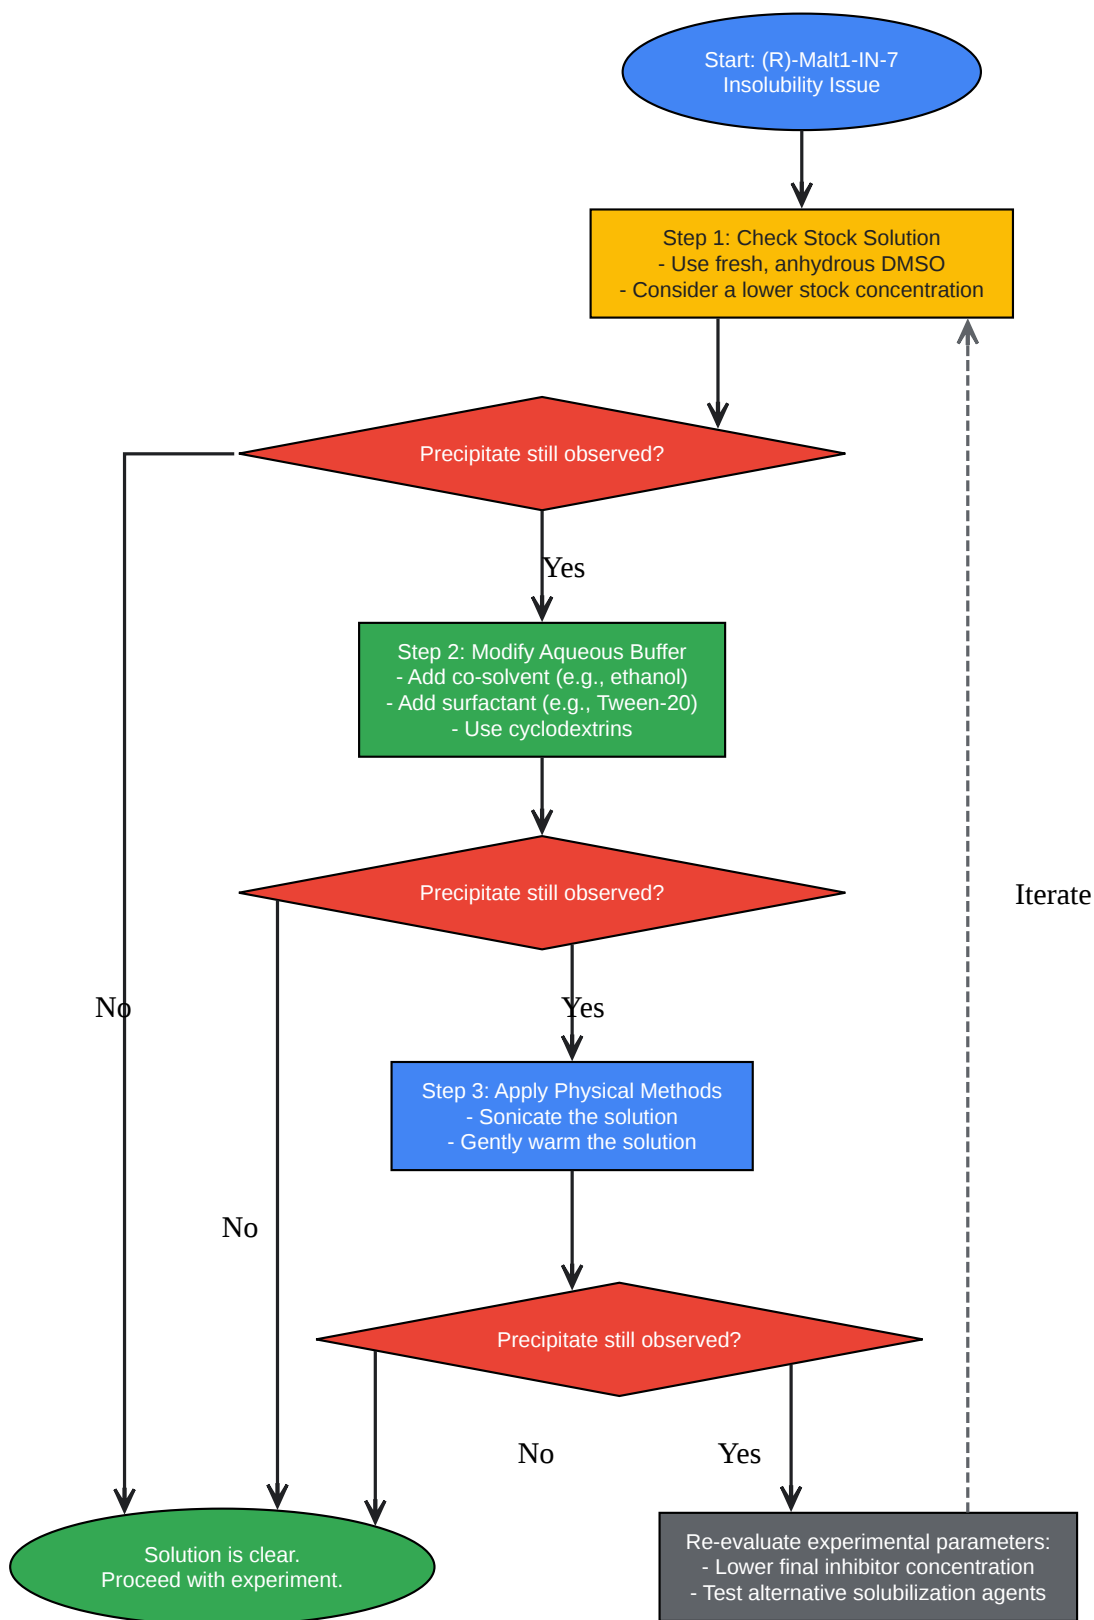 Start: (R)-Malt1-IN-7
Insolubility Issue
Step 1: Check Stock Solution
- Use fresh, anhydrous DMSO
- Consider a lower stock concentration
Precipitate still observed?
Yes
Step 2: Modify Aqueous Buffer
- Add co-solvent (e.g., ethanol)
- Add surfactant (e.g., Tween-20)
- Use cyclodextrins
Precipitate still observed?
Iterate
No
Yes
Step 3: Apply Physical Methods
- Sonicate the solution
- Gently warm the solution
No
Precipitate still observed?
No
Yes
Solution is clear.
Proceed with experiment.
Re-evaluate experimental parameters:
- Lower final inhibitor concentration
- Test alternative solubilization agents